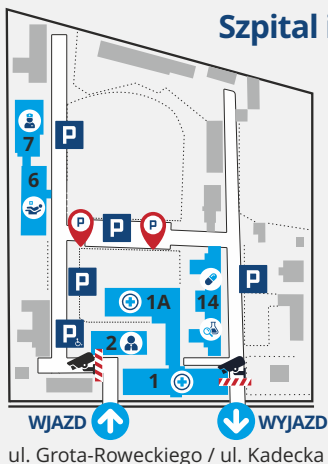 Szpital i
P
7
6
P P P
P P
1A
14
P
2
1
WJAZD WYJAZD
ul. Grota-Roweckiego / ul. Kadecka